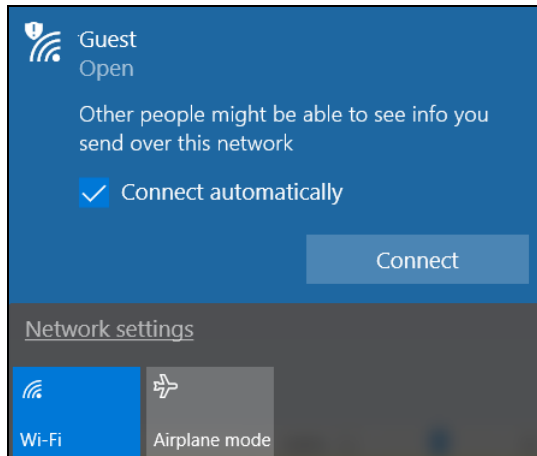 Guest
Open
Other people might be able to see info you
send over this network
Connect automatically
Connect
Network settings
Wi-Fi
Airplane mode